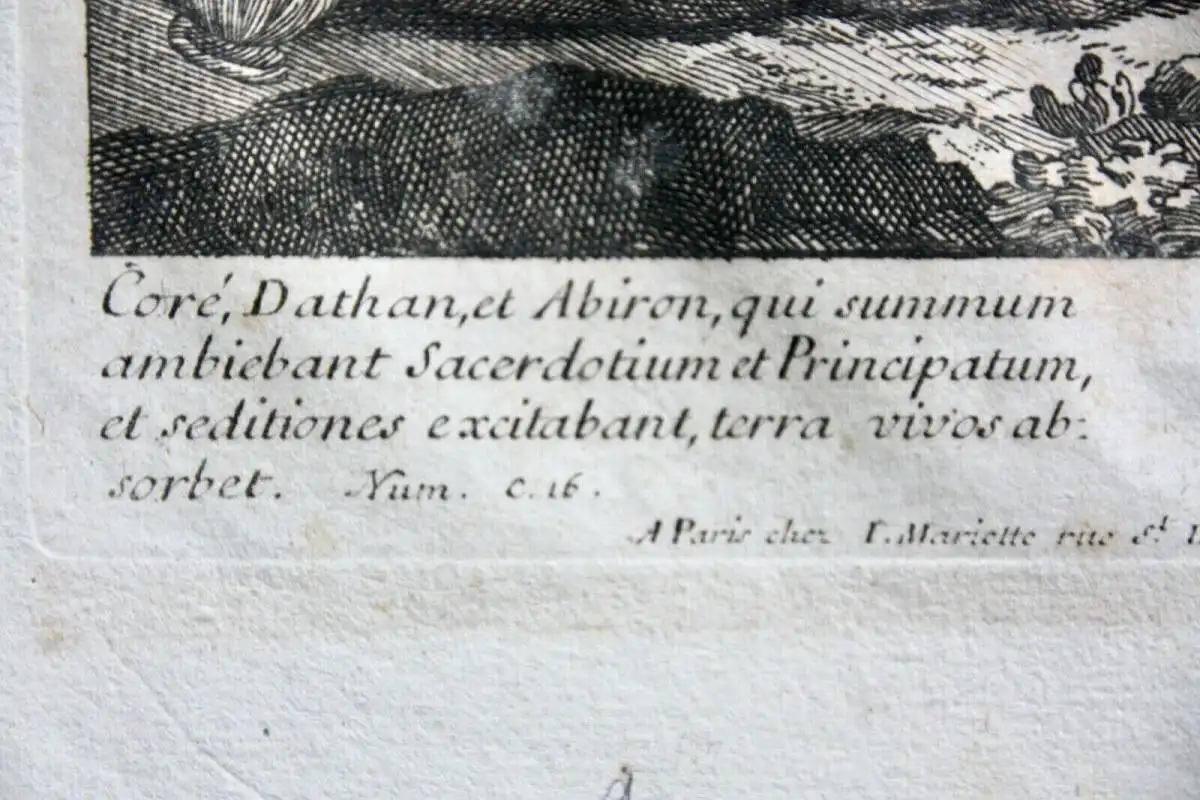 Coré, Dathan, et Abiron, qui summum
ambiebant Sacerdotium et Principatum,
et seditiones excitabant, terra vivos ab:
sorbet. Num. c. 16.
A Paris chez I. Mariette rue S.t